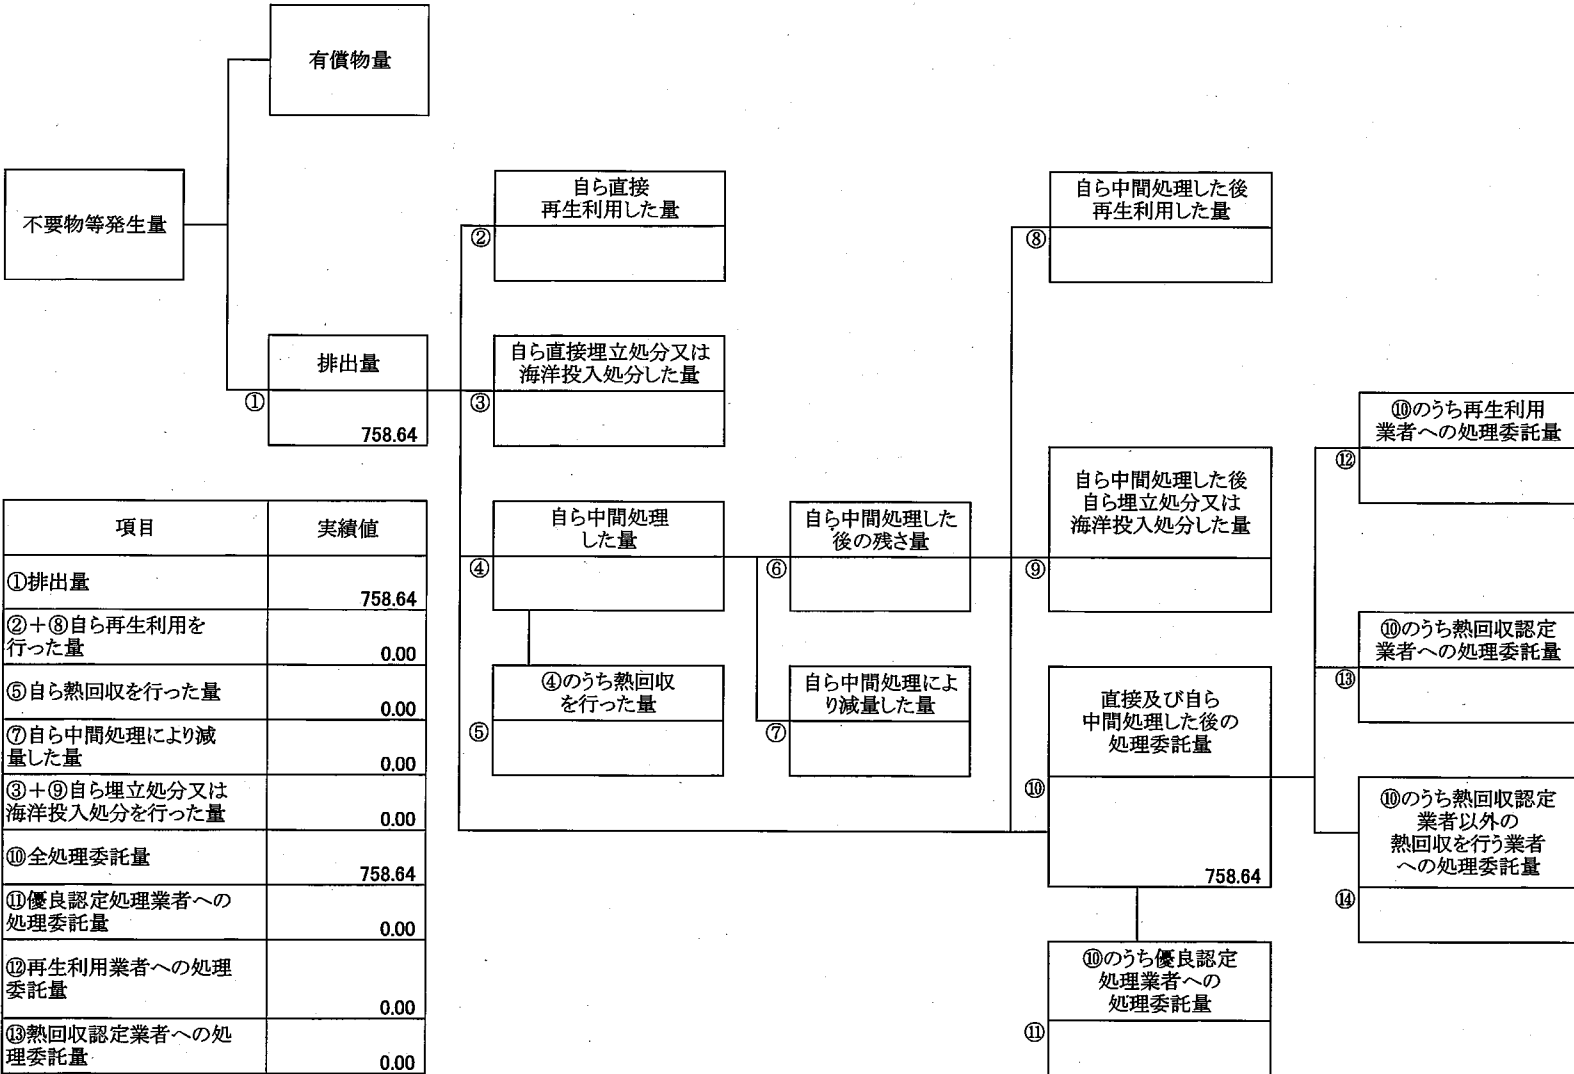 有償物量
不要物等発生量
排出量
①
758.64
自ら直接
再生利用した量
②
自ら直接埋立処分又は
海洋投入処分した量
③
自ら中間処理
した量
④
④のうち熱回収
を行った量
⑤
自ら中間処理した
後の残さ量
⑥
自ら中間処理によ
り減量した量
⑦
自ら中間処理した後
再生利用した量
⑧
自ら中間処理した後
自ら埋立処分又は
海洋投入処分した量
⑨
直接及び自ら
中間処理した後の
処理委託量
⑩
758.64
⑩のうち優良認定
処理業者への
処理委託量
⑪
⑩のうち再生利用
業者への処理委託量
⑫
⑩のうち熱回収認定
業者への処理委託量
⑬
⑩のうち熱回収認定
業者以外の
熱回収を行う業者
への処理委託量
⑭
項目 実績値
①排出量
758.64
②+⑧自ら再生利用を
行った量
0.00
⑤自ら熱回収を行った量
0.00
⑦自ら中間処理により減
量した量
0.00
③+⑨自ら埋立処分又は
海洋投入処分を行った量
0.00
⑩全処理委託量
758.64
⑪優良認定処理業者への
処理委託量
0.00
⑫再生利用業者への処理
委託量
0.00
⑬熱回収認定業者への処
理委託量
0.00